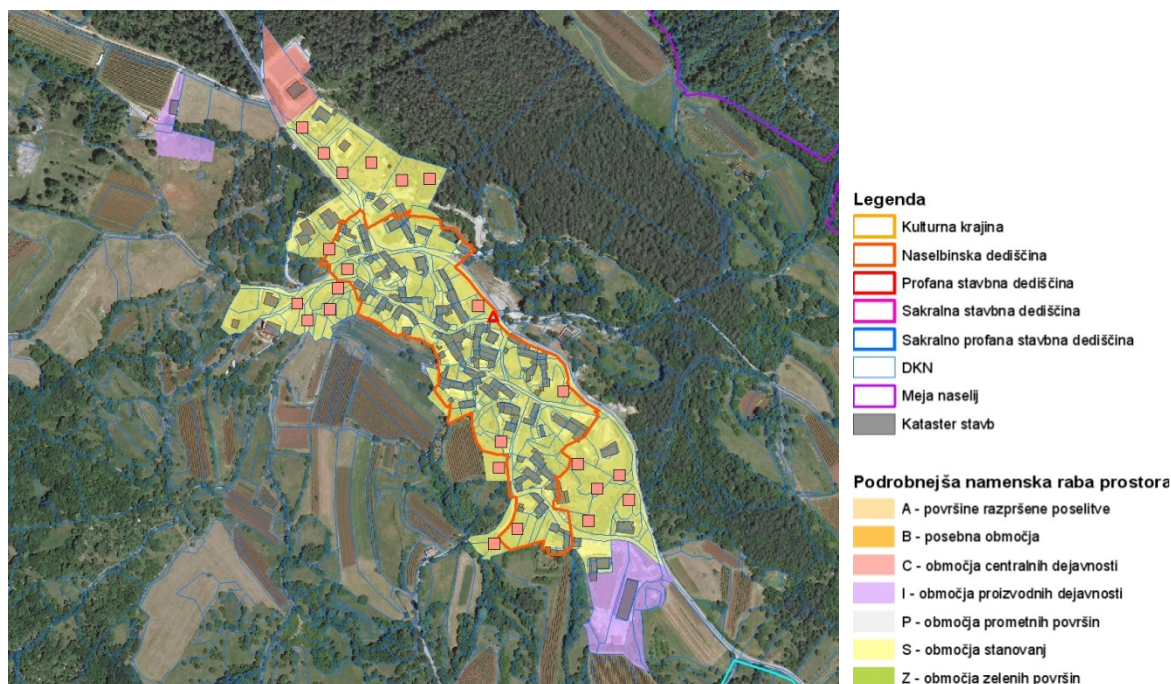 Legenda
Kulturna krajina
Naselbinska dediščina
Profana stavbna dediščina
Sakralna stavbna dediščina
Sakralno profana stavbna dediščina
DKN
Meja naselij
Kataster stavb
Podrobnejša namenska raba prostora
A - površine razpršene poselitve
B - posebna območja
C - območja centralnih dejavnosti
I - območja proizvodnih dejavnosti
P - območja prometnih površin
S - območja stanovanj
Z - območja zelenih površin